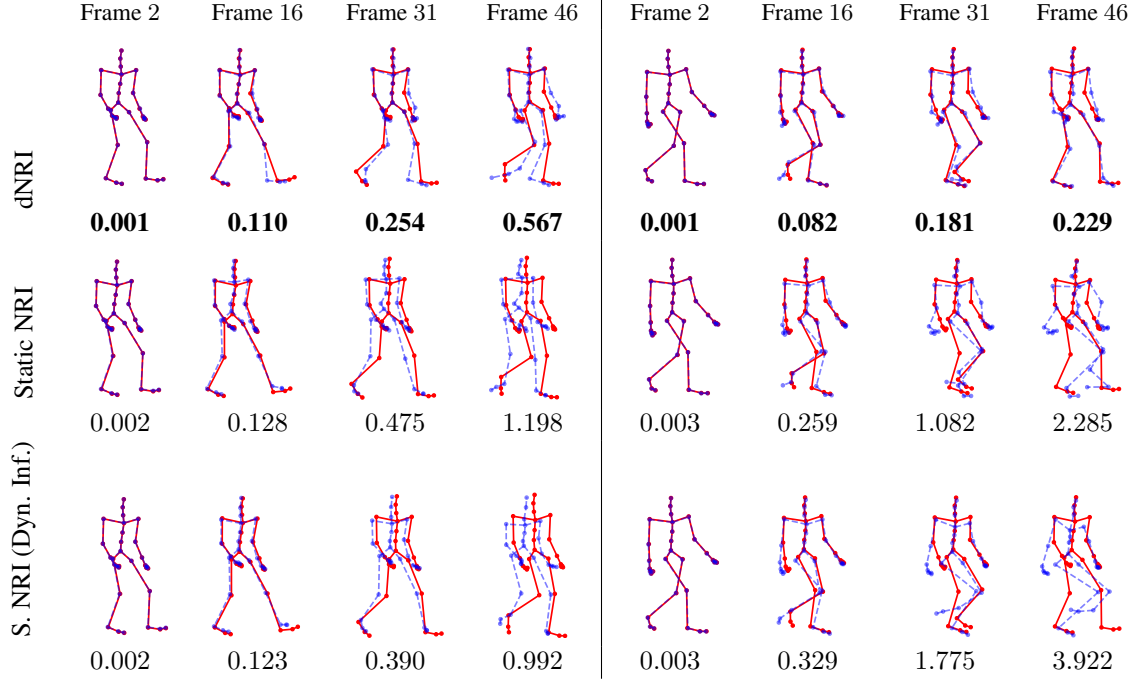 Frame 2 Frame 16 Frame 31 Frame 46 Frame 2 Frame 16 Frame 31 Frame 46
dNRI
0.001 0.110 0.254 0.567 0.001 0.082 0.181 0.229
Static NRI
0.002 0.128 0.475 1.198 0.003 0.259 1.082 2.285
S. NRI (Dyn. Inf.)
0.002 0.123 0.390 0.992 0.003 0.329 1.775 3.922